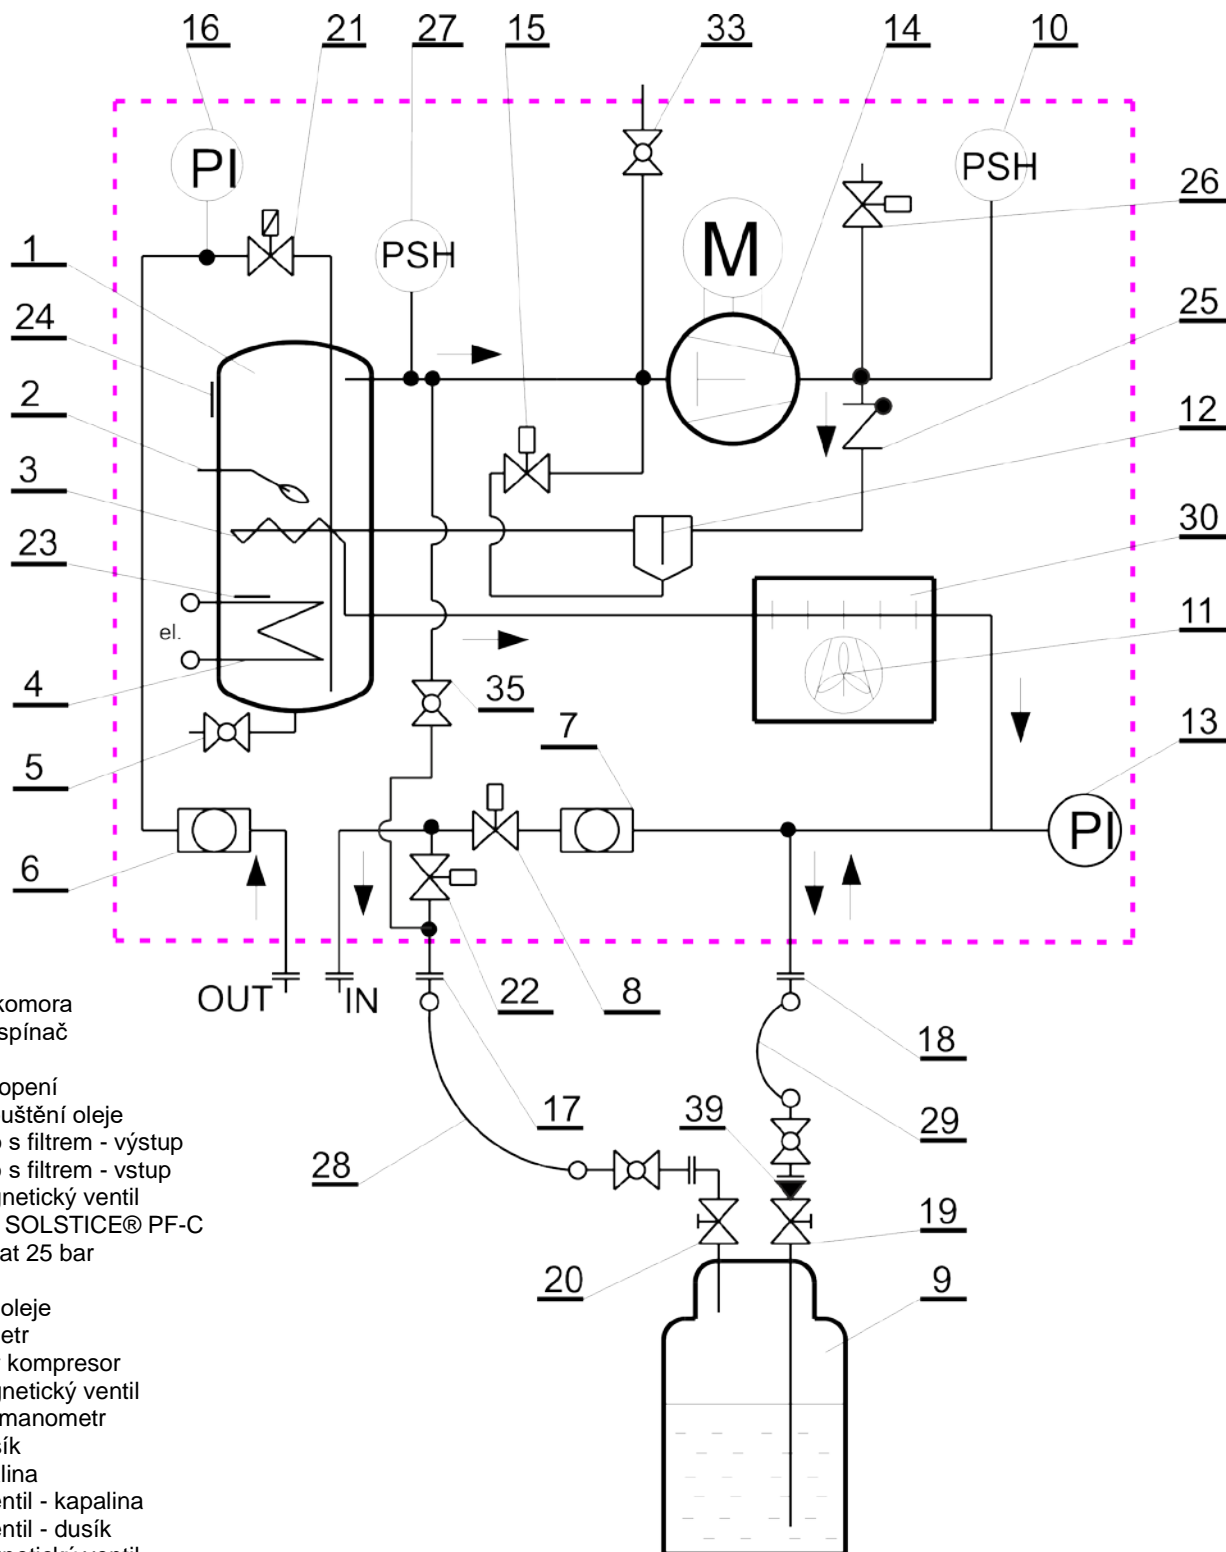 16 21 27 15 33 14 10
PI
PSH
26
PSH
M
1
24
25
2
12
3
30
23
el.
11
4
35
7
13
5
PI
6
OUT IN
22 8
18
17 39
29
28
19
20
9
komora
spínač
opení
uštění oleje
s filtrem - výstup
s filtrem - vstup
gnetický ventil
SOLSTICE® PF-C
at 25 bar
oleje
etr
kompresor
gnetický ventil
manometr
sík
lina
entil - kapalina
entil - dusík